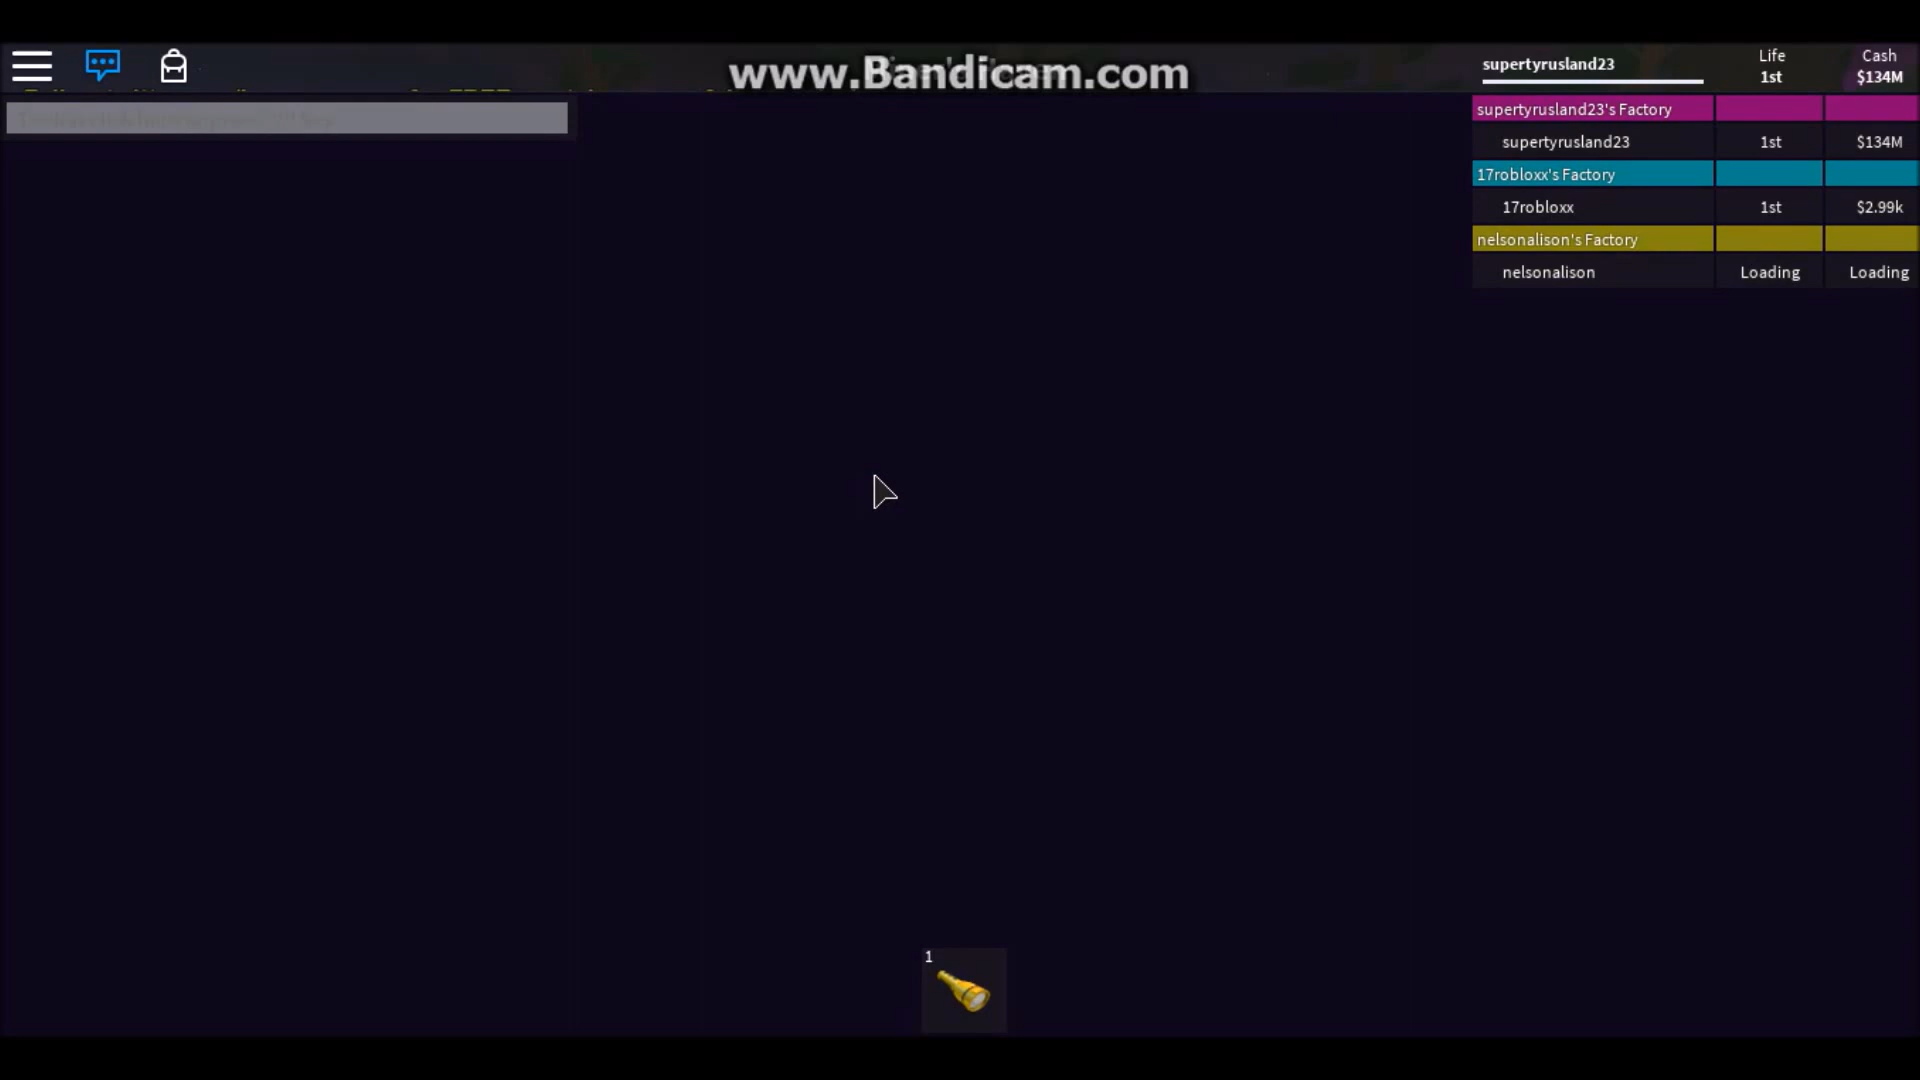 www.Bandicam.com
supertyrusland23
Life
1st
Cash
$134M
supertyrusland23's Factory
supertyrusland23 1st $134M
17robloxx's Factory
17robloxx 1st $2.99k
nelsonalison's Factory
nelsonalison Loading Loading
1